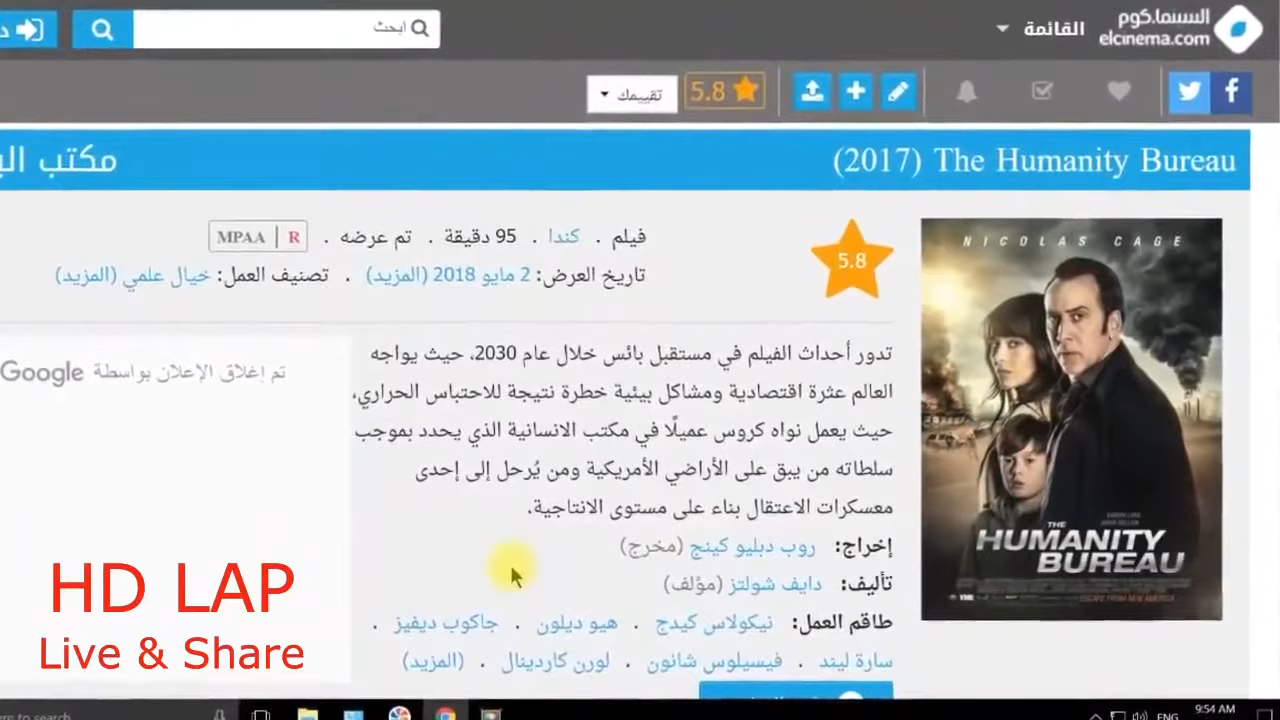 السينما.كوم
elcinema.com
القائمة
ابحث
5.8
تقييمك
(2017) The Humanity Bureau
مكتب
فيلم . كندا . 95 دقيقة . تم عرضه . MPAA | R
تاريخ العرض: 2 مايو 2018 (المزيد) . تصنيف العمل: خيال علمي (المزيد)
5.8
NICOLAS CAGE
تدور أحداث الفيلم في مستقبل بائس خلال عام 2030، حيث يواجه
العالم عثرة اقتصادية ومشاكل بيئية خطرة نتيجة للاحتباس الحراري،
حيث يعمل نواه كروس عميلًا في مكتب الانسانية الذي يحدد بموجب
سلطاته من يبق على الأراضي الأمريكية ومن يُرحل إلى إحدى
معسكرات الاعتقال بناء على مستوى الانتاجية.
تم إغلاق الإعلان بواسطة Google
إخراج: روب دبليو كينج (مخرج)
تأليف: دايف شولتز (مؤلف)
طاقم العمل: نيكولاس كيدج . هيو ديلون . جاكوب ديفيز .
سارة ليند . فيسيلوس شانون . لورن كاردينال . (المزيد)
THE
HUMANITY
BUREAU
ESCAPE FROM NEW AMERICA
HD LAP
Live & Share
to search
ENG
9:54 AM